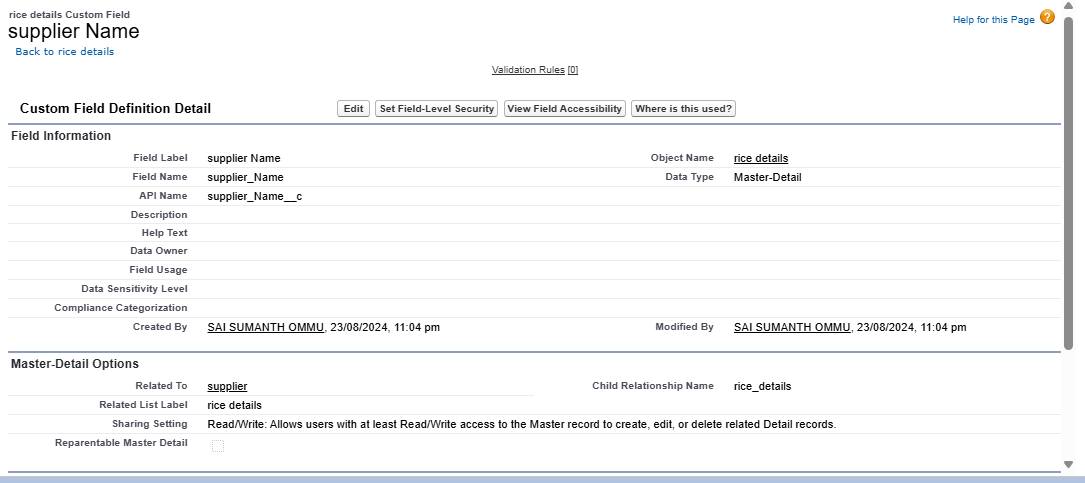 rice details Custom Field
supplier Name
Help for this Page ?
Back to rice details
Validation Rules [0]
Custom Field Definition Detail Edit Set Field-Level Security View Field Accessibility Where is this used?
Field Information
Field Label supplier Name Object Name rice details
Field Name supplier_Name Data Type Master-Detail
API Name supplier_Name__c
Description
Help Text
Data Owner
Field Usage
Data Sensitivity Level
Compliance Categorization
Created By SAI SUMANTH OMMU, 23/08/2024, 11:04 pm Modified By SAI SUMANTH OMMU, 23/08/2024, 11:04 pm
Master-Detail Options
Related To supplier Child Relationship Name rice_details
Related List Label rice details
Sharing Setting Read/Write: Allows users with at least Read/Write access to the Master record to create, edit, or delete related Detail records.
Reparentable Master Detail